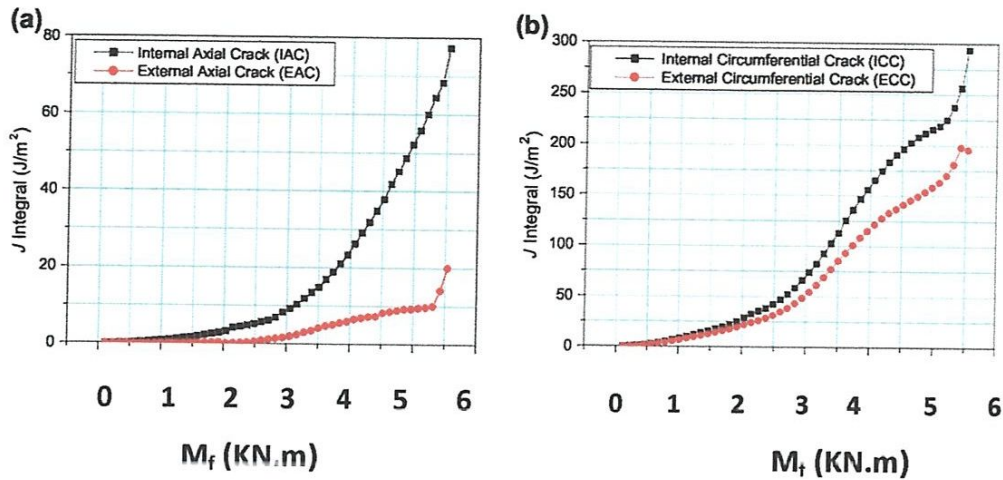 (a)
80
60
40
20
0
J Integral (J/m²)
Internal Axial Crack (IAC)
External Axial Crack (EAC)
0 1 2 3 4 5 6
M_f (KN.m)
(b)
300
250
200
150
100
50
0
J Integral (J/m²)
Internal Circumferential Crack (ICC)
External Circumferential Crack (ECC)
0 1 2 3 4 5 6
M_f (KN.m)